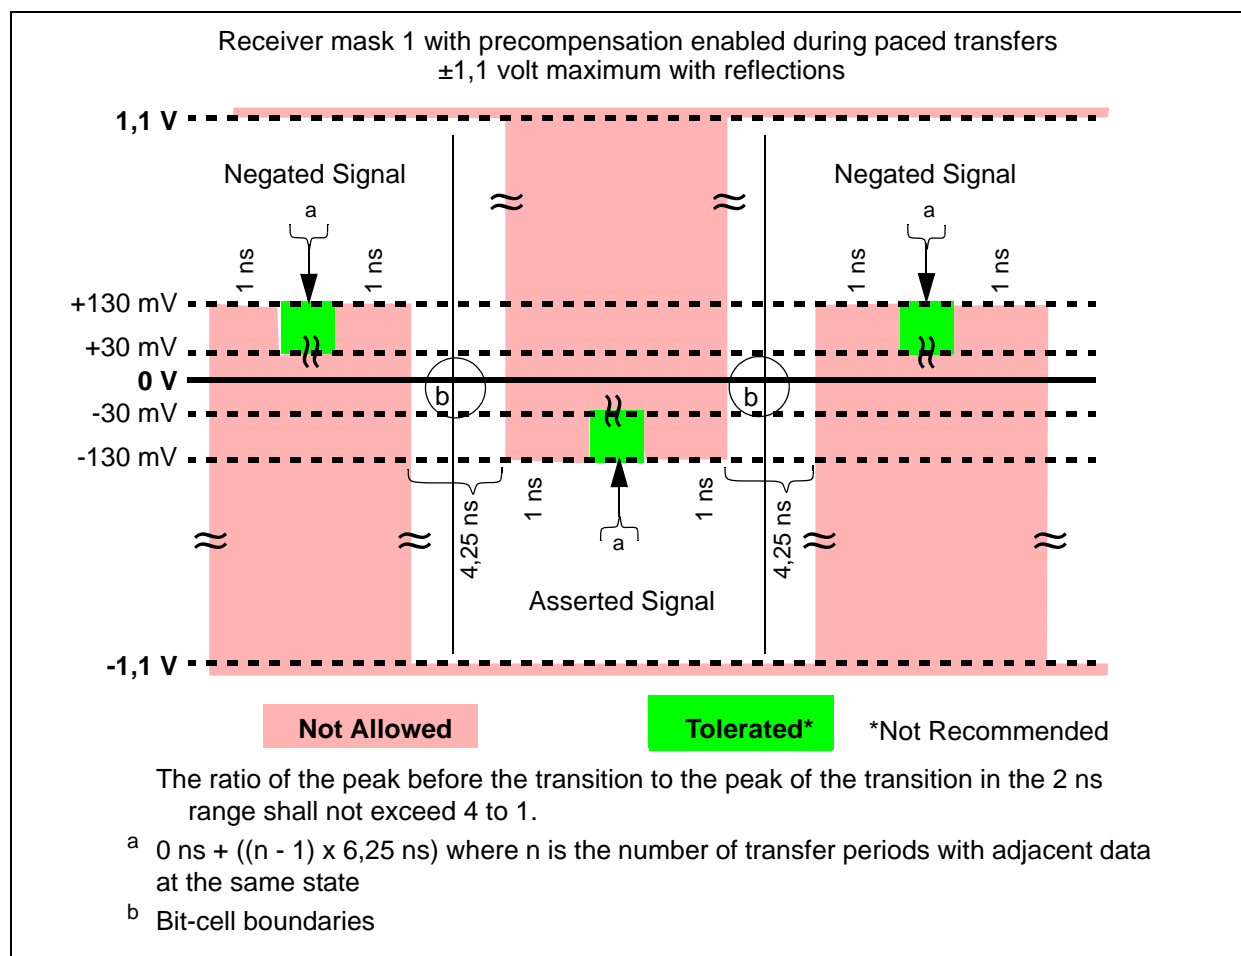 Receiver mask 1 with precompensation enabled during paced transfers
±1,1 volt maximum with reflections
1,1 V
Negated Signal
Negated Signal
a
a
1 ns
1 ns
1 ns
1 ns
+130 mV
+30 mV
0 V
b
b
-30 mV
-130 mV
4,25 ns
1 ns
1 ns
4,25 ns
a
Asserted Signal
-1,1 V
Not Allowed
Tolerated*
*Not Recommended
The ratio of the peak before the transition to the peak of the transition in the 2 ns
range shall not exceed 4 to 1.
a 0 ns + ((n - 1) x 6,25 ns) where n is the number of transfer periods with adjacent data
at the same state
b Bit-cell boundaries